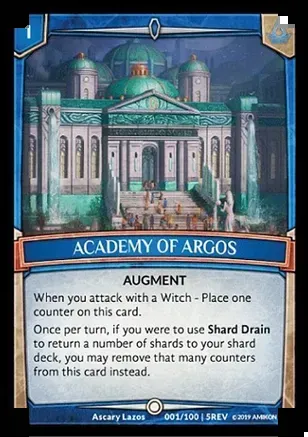 1
ACADEMY OF ARGOS
AUGMENT
When you attack with a Witch - Place one
counter on this card.
Once per turn, if you were to use Shard Drain
to return a number of shards to your shard
deck, you may remove that many counters
from this card instead.
Ascary Lazos 001/100 | 5REV ©2019 AMIKON